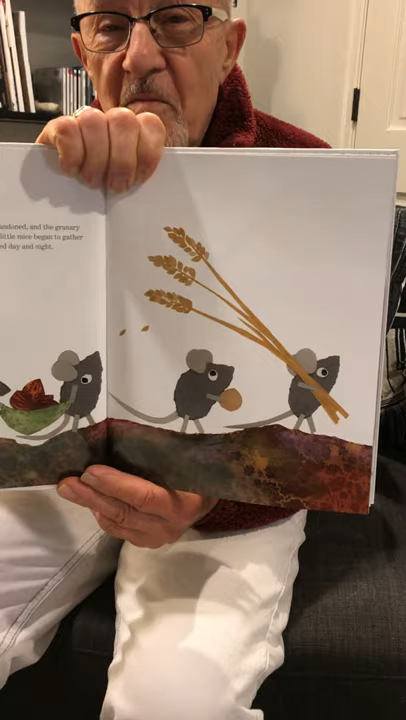 andoned, and the granary
little mice began to gather
ed day and night.